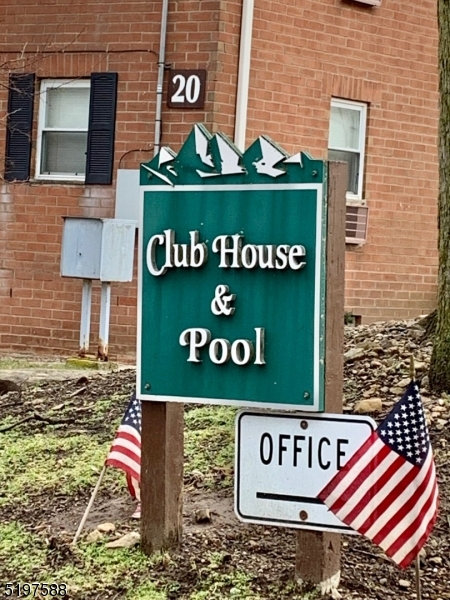 20
Club House
&
Pool
OFFICE
5197588